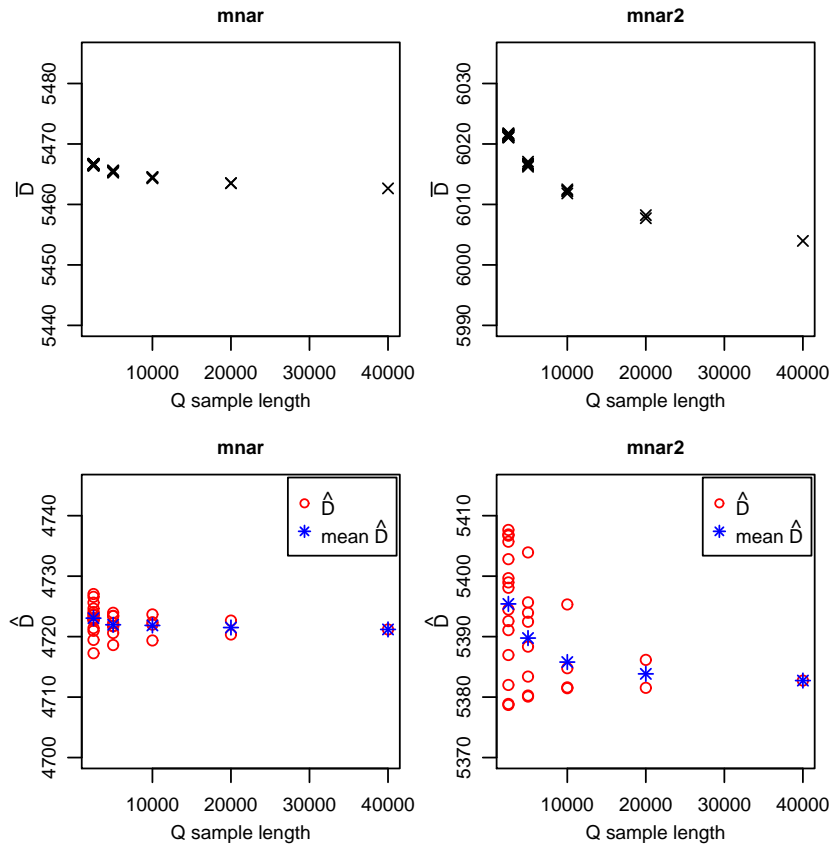 mnar
D̅
5480
5470
5460
5450
5440
10000 20000 30000 40000
Q sample length
mnar2
D̅
6030
6020
6010
6000
5990
10000 20000 30000 40000
Q sample length
mnar
D̂
4740
4730
4720
4710
4700
D̂
mean D̂
10000 20000 30000 40000
Q sample length
mnar2
D̂
5410
5400
5390
5380
5370
D̂
mean D̂
10000 20000 30000 40000
Q sample length